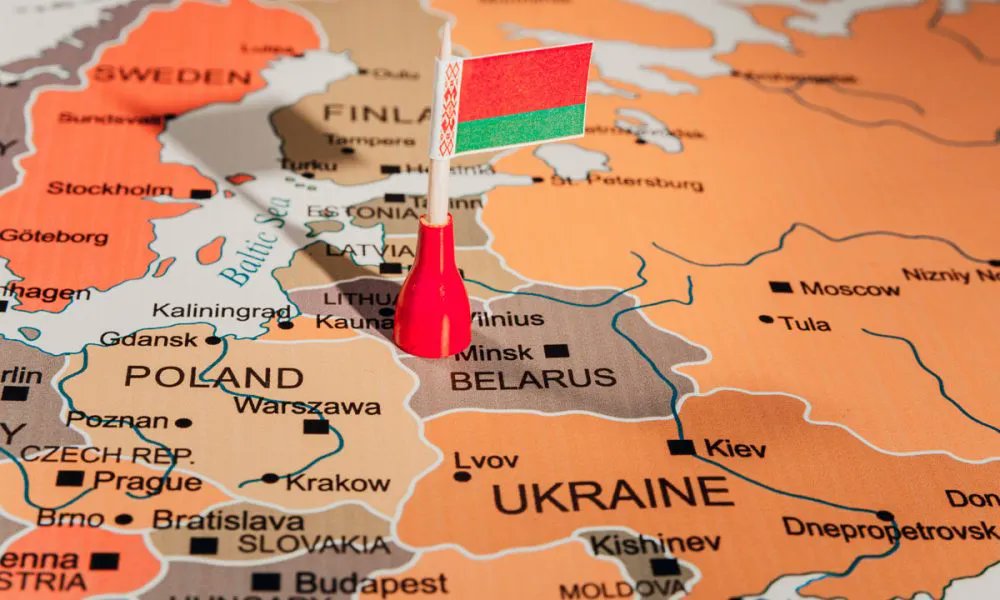 SWEDEN
Oulu
FINLA
Sundsvall
Tampere
Turku
Helsinki
Stockholm
St. Petersburg
Tallinn
ESTONIA
Göteborg
Baltic Sea
LATVIA
Nizniy No
Moscow
nhagen
LITHUA
Kaliningrad
Kauna
Vilnius
Tula
Gdansk
Minsk
rlin
POLAND
BELARUS
Warszawa
Poznan
Y
Kiev
CZECH REP.
Lvov
Prague
Krakow
UKRAINE
Don
Brno
Bratislava
Dnepropetrovsk
SLOVAKIA
Kishinev
enna
STRIA
Budapest
MOLDOVA
HUNGARY